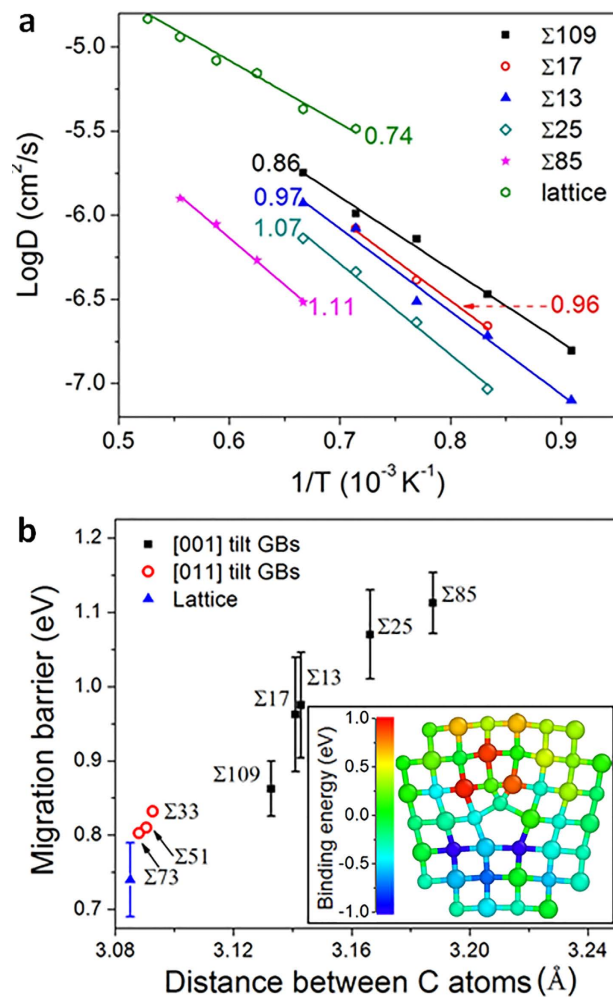 a
LogD (cm²/s)
-5.0
-5.5
-6.0
-6.5
-7.0
Σ109
Σ17
Σ13
Σ25
Σ85
lattice
0.74
0.86
0.97
1.07
0.96
1.11
0.5 0.6 0.7 0.8 0.9
1/T (10⁻³ K⁻¹)
b
Migration barrier (eV)
1.2
1.1
1.0
0.9
0.8
0.7
[001] tilt GBs
[011] tilt GBs
Lattice
Σ85
Σ25
Σ13
Σ17
Σ109
Σ33
Σ51
Σ73
Binding energy (eV)
1.0
0.5
0.0
-0.5
-1.0
3.08 3.12 3.16 3.20 3.24
Distance between C atoms (Å)